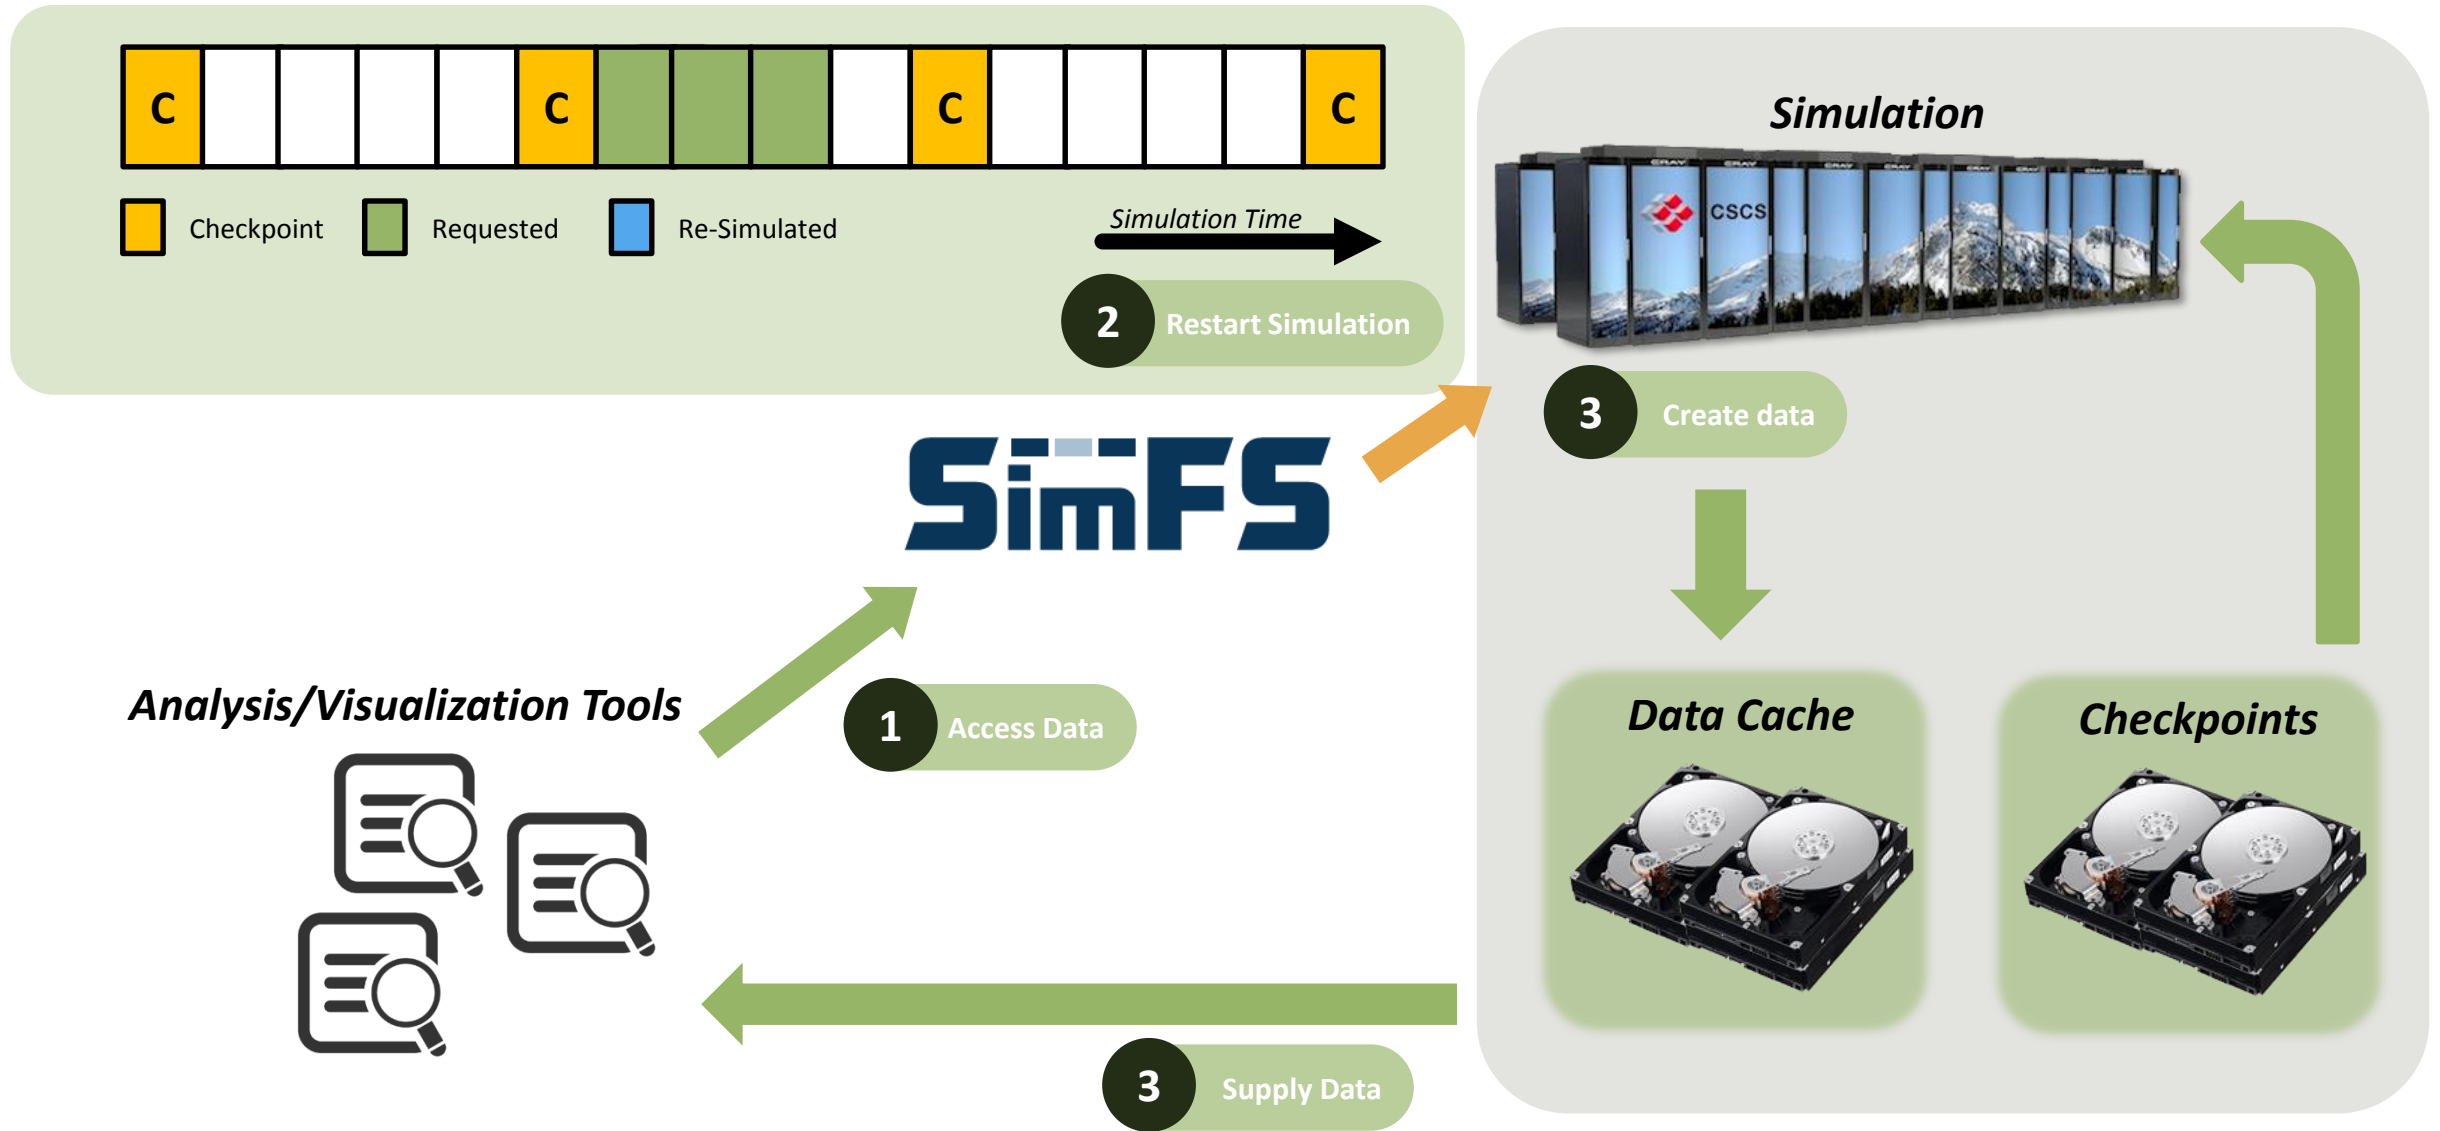 C C C C
Checkpoint Requested Re-Simulated
Simulation Time
2 Restart Simulation
Simulation
CSCS
3 Create data
SimFS
1 Access Data
Analysis/Visualization Tools
Data Cache
Checkpoints
3 Supply Data